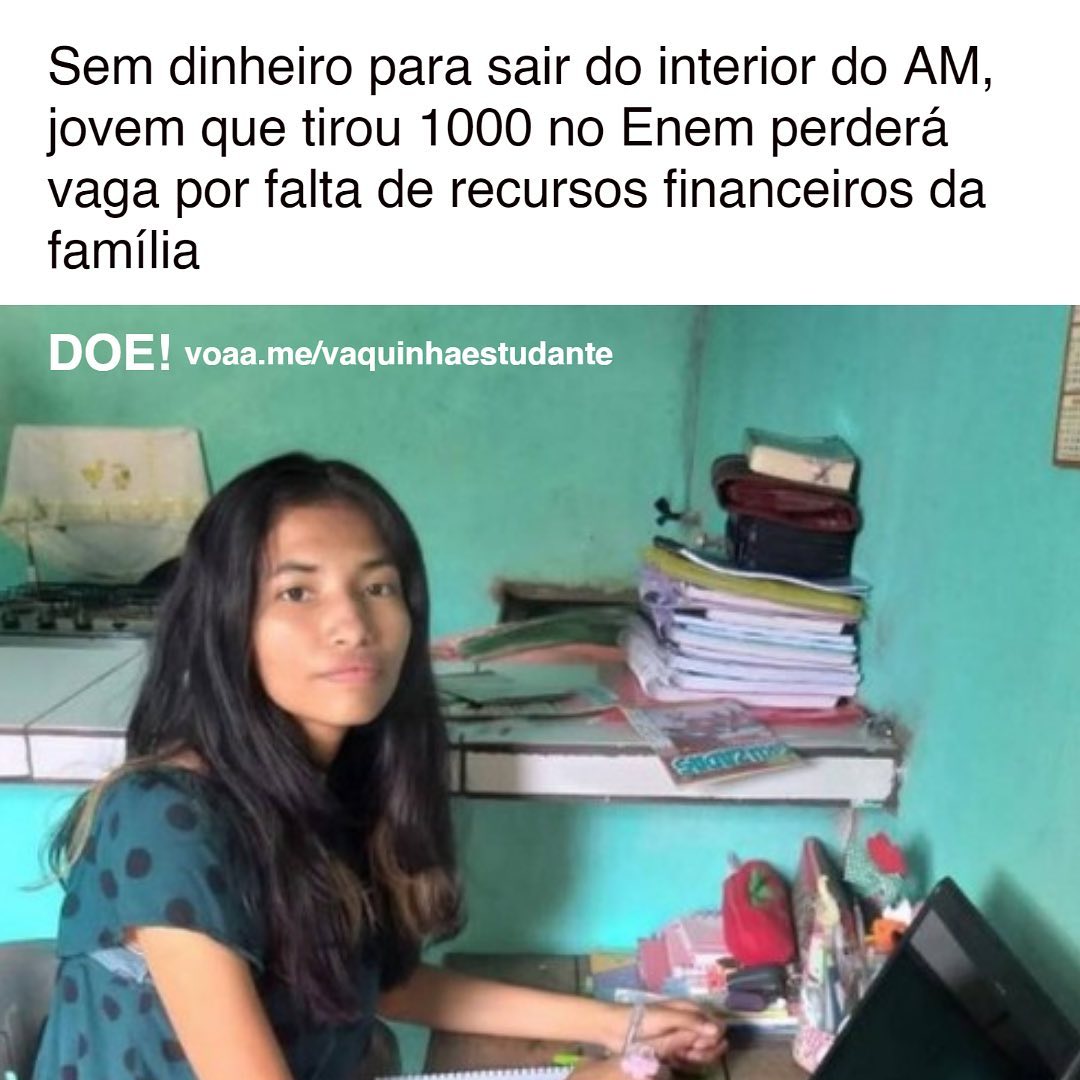 Sem dinheiro para sair do interior do AM,
jovem que tirou 1000 no Enem perderá
vaga por falta de recursos financeiros da
família
DOE! voaa.me/vaquinhaestudante